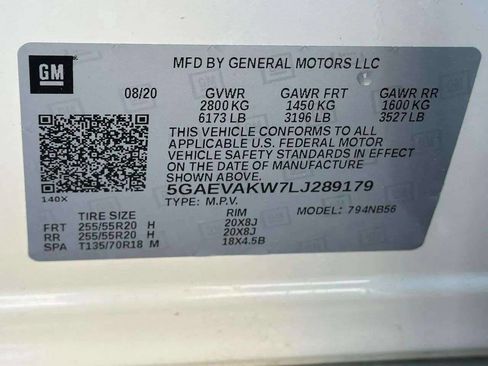 GM
MFD BY GENERAL MOTORS LLC
08/20 GVWR GAWR FRT GAWR RR
2800 KG 1450 KG 1600 KG
6173 LB 3196 LB 3527 LB
THIS VEHICLE CONFORMS TO ALL
APPLICABLE U.S. FEDERAL MOTOR
VEHICLE SAFETY STANDARDS IN EFFECT
ON THE DATE OF MANUFACTURE
SHOWN ABOVE.
5GAEVAKW7LJ289179
140X TYPE: M.P.V. MODEL: 794NB56
TIRE SIZE RIM
FRT 255/55R20 H 20X8J
RR 255/55R20 H 20X8J
SPA T135/70R18 M 18X4.5B